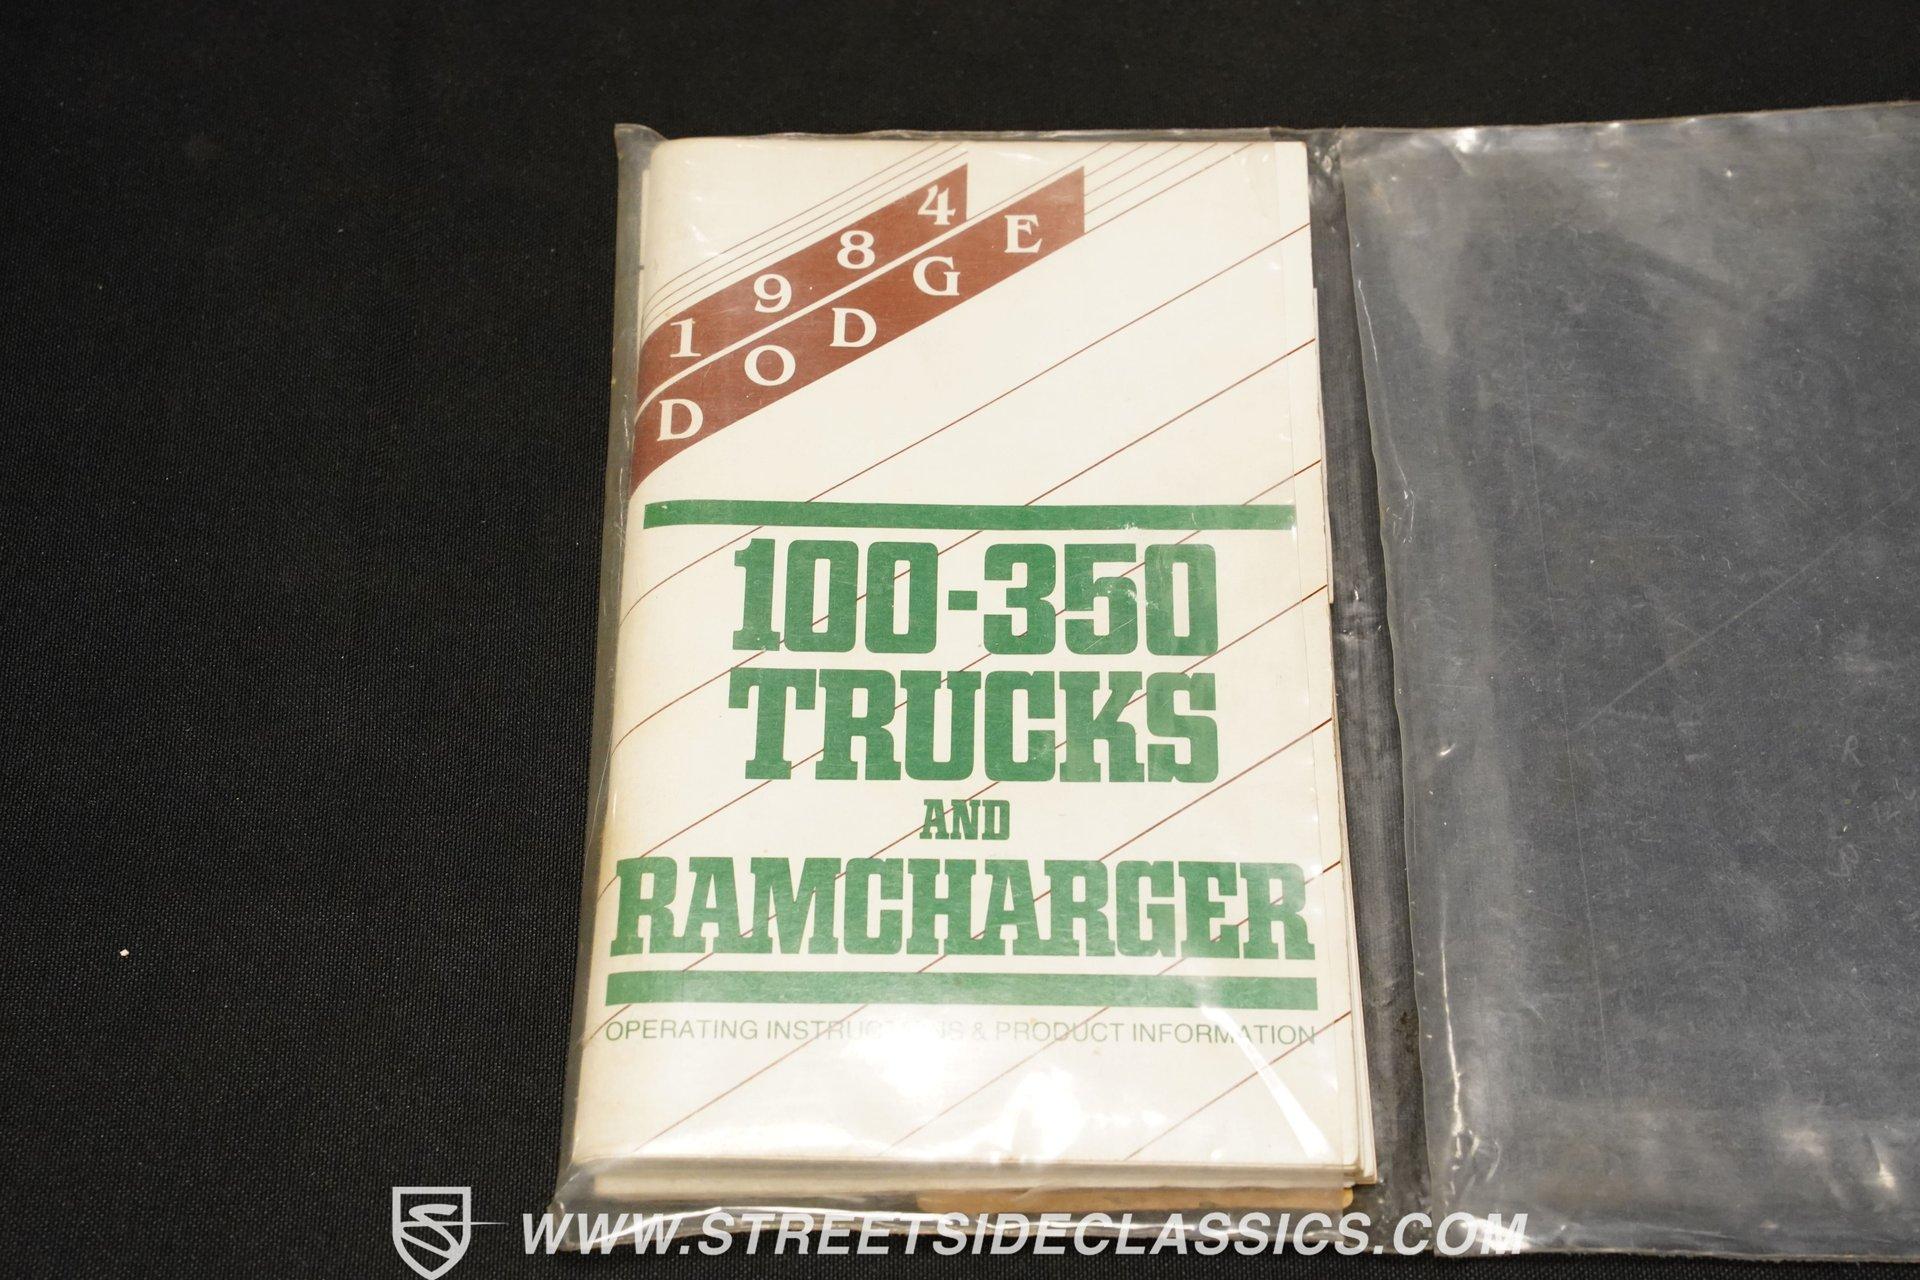 1984
DODGE
100-350
TRUCKS
AND
RAMCHARGER
OPERATING INSTRUCTIONS & PRODUCT INFORMATION
WWW.STREETSIDECLASSICS.COM